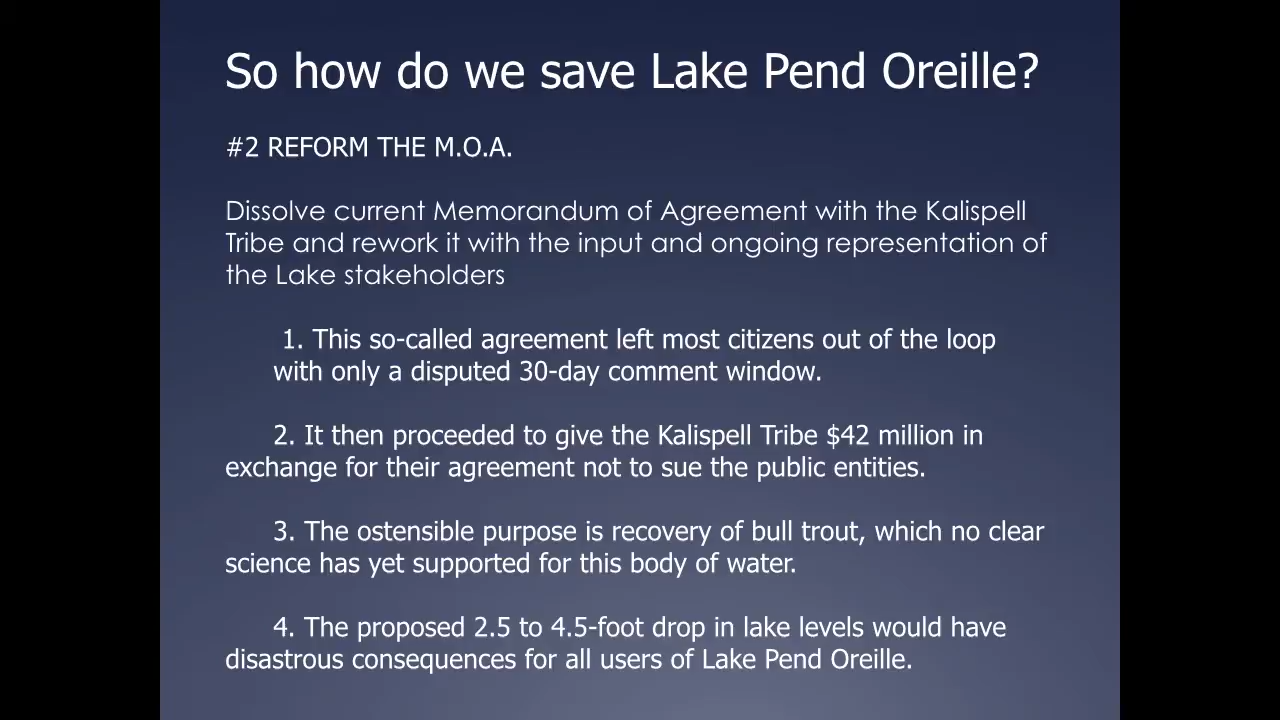 So how do we save Lake Pend Oreille?
#2 REFORM THE M.O.A.
Dissolve current Memorandum of Agreement with the Kalispell
Tribe and rework it with the input and ongoing representation of
the Lake stakeholders
1. This so-called agreement left most citizens out of the loop
with only a disputed 30-day comment window.
2. It then proceeded to give the Kalispell Tribe $42 million in
exchange for their agreement not to sue the public entities.
3. The ostensible purpose is recovery of bull trout, which no clear
science has yet supported for this body of water.
4. The proposed 2.5 to 4.5-foot drop in lake levels would have
disastrous consequences for all users of Lake Pend Oreille.